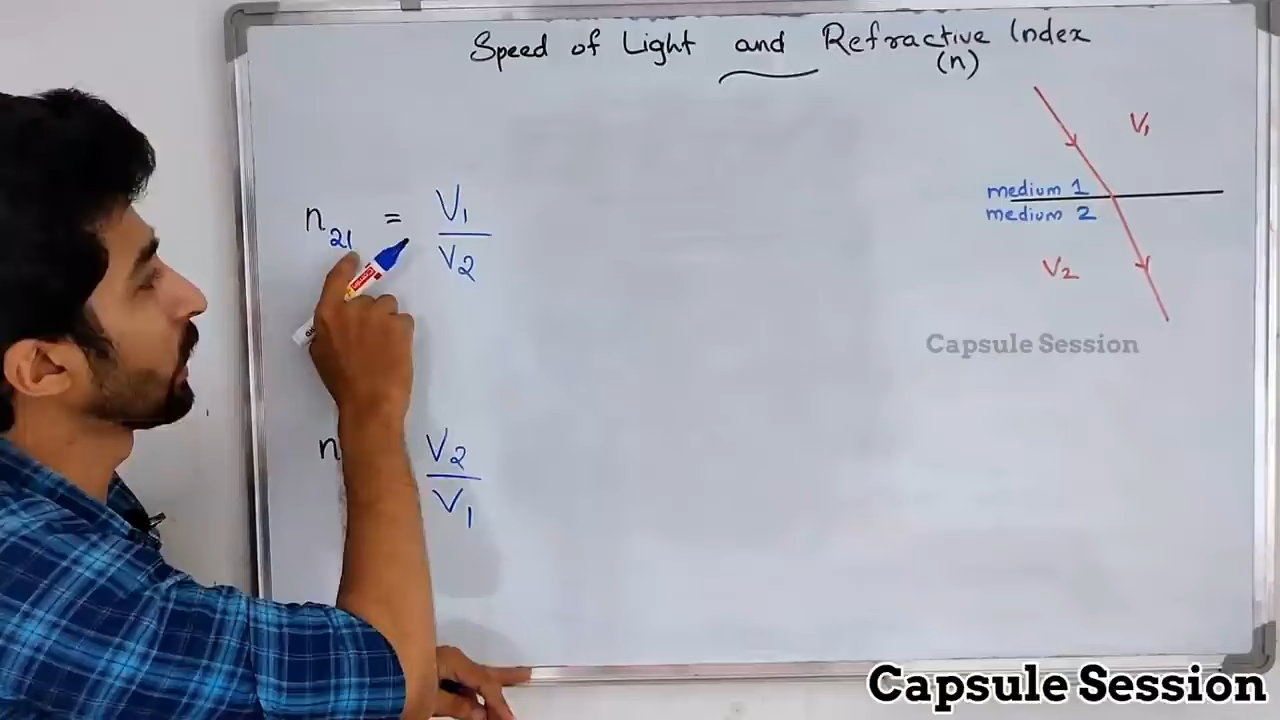 Speed of Light and Refractive Index
(n)
V1
medium 1
medium 2
V2
n21 = V1/V2
n
V2/V1
Capsule Session
Capsule Session